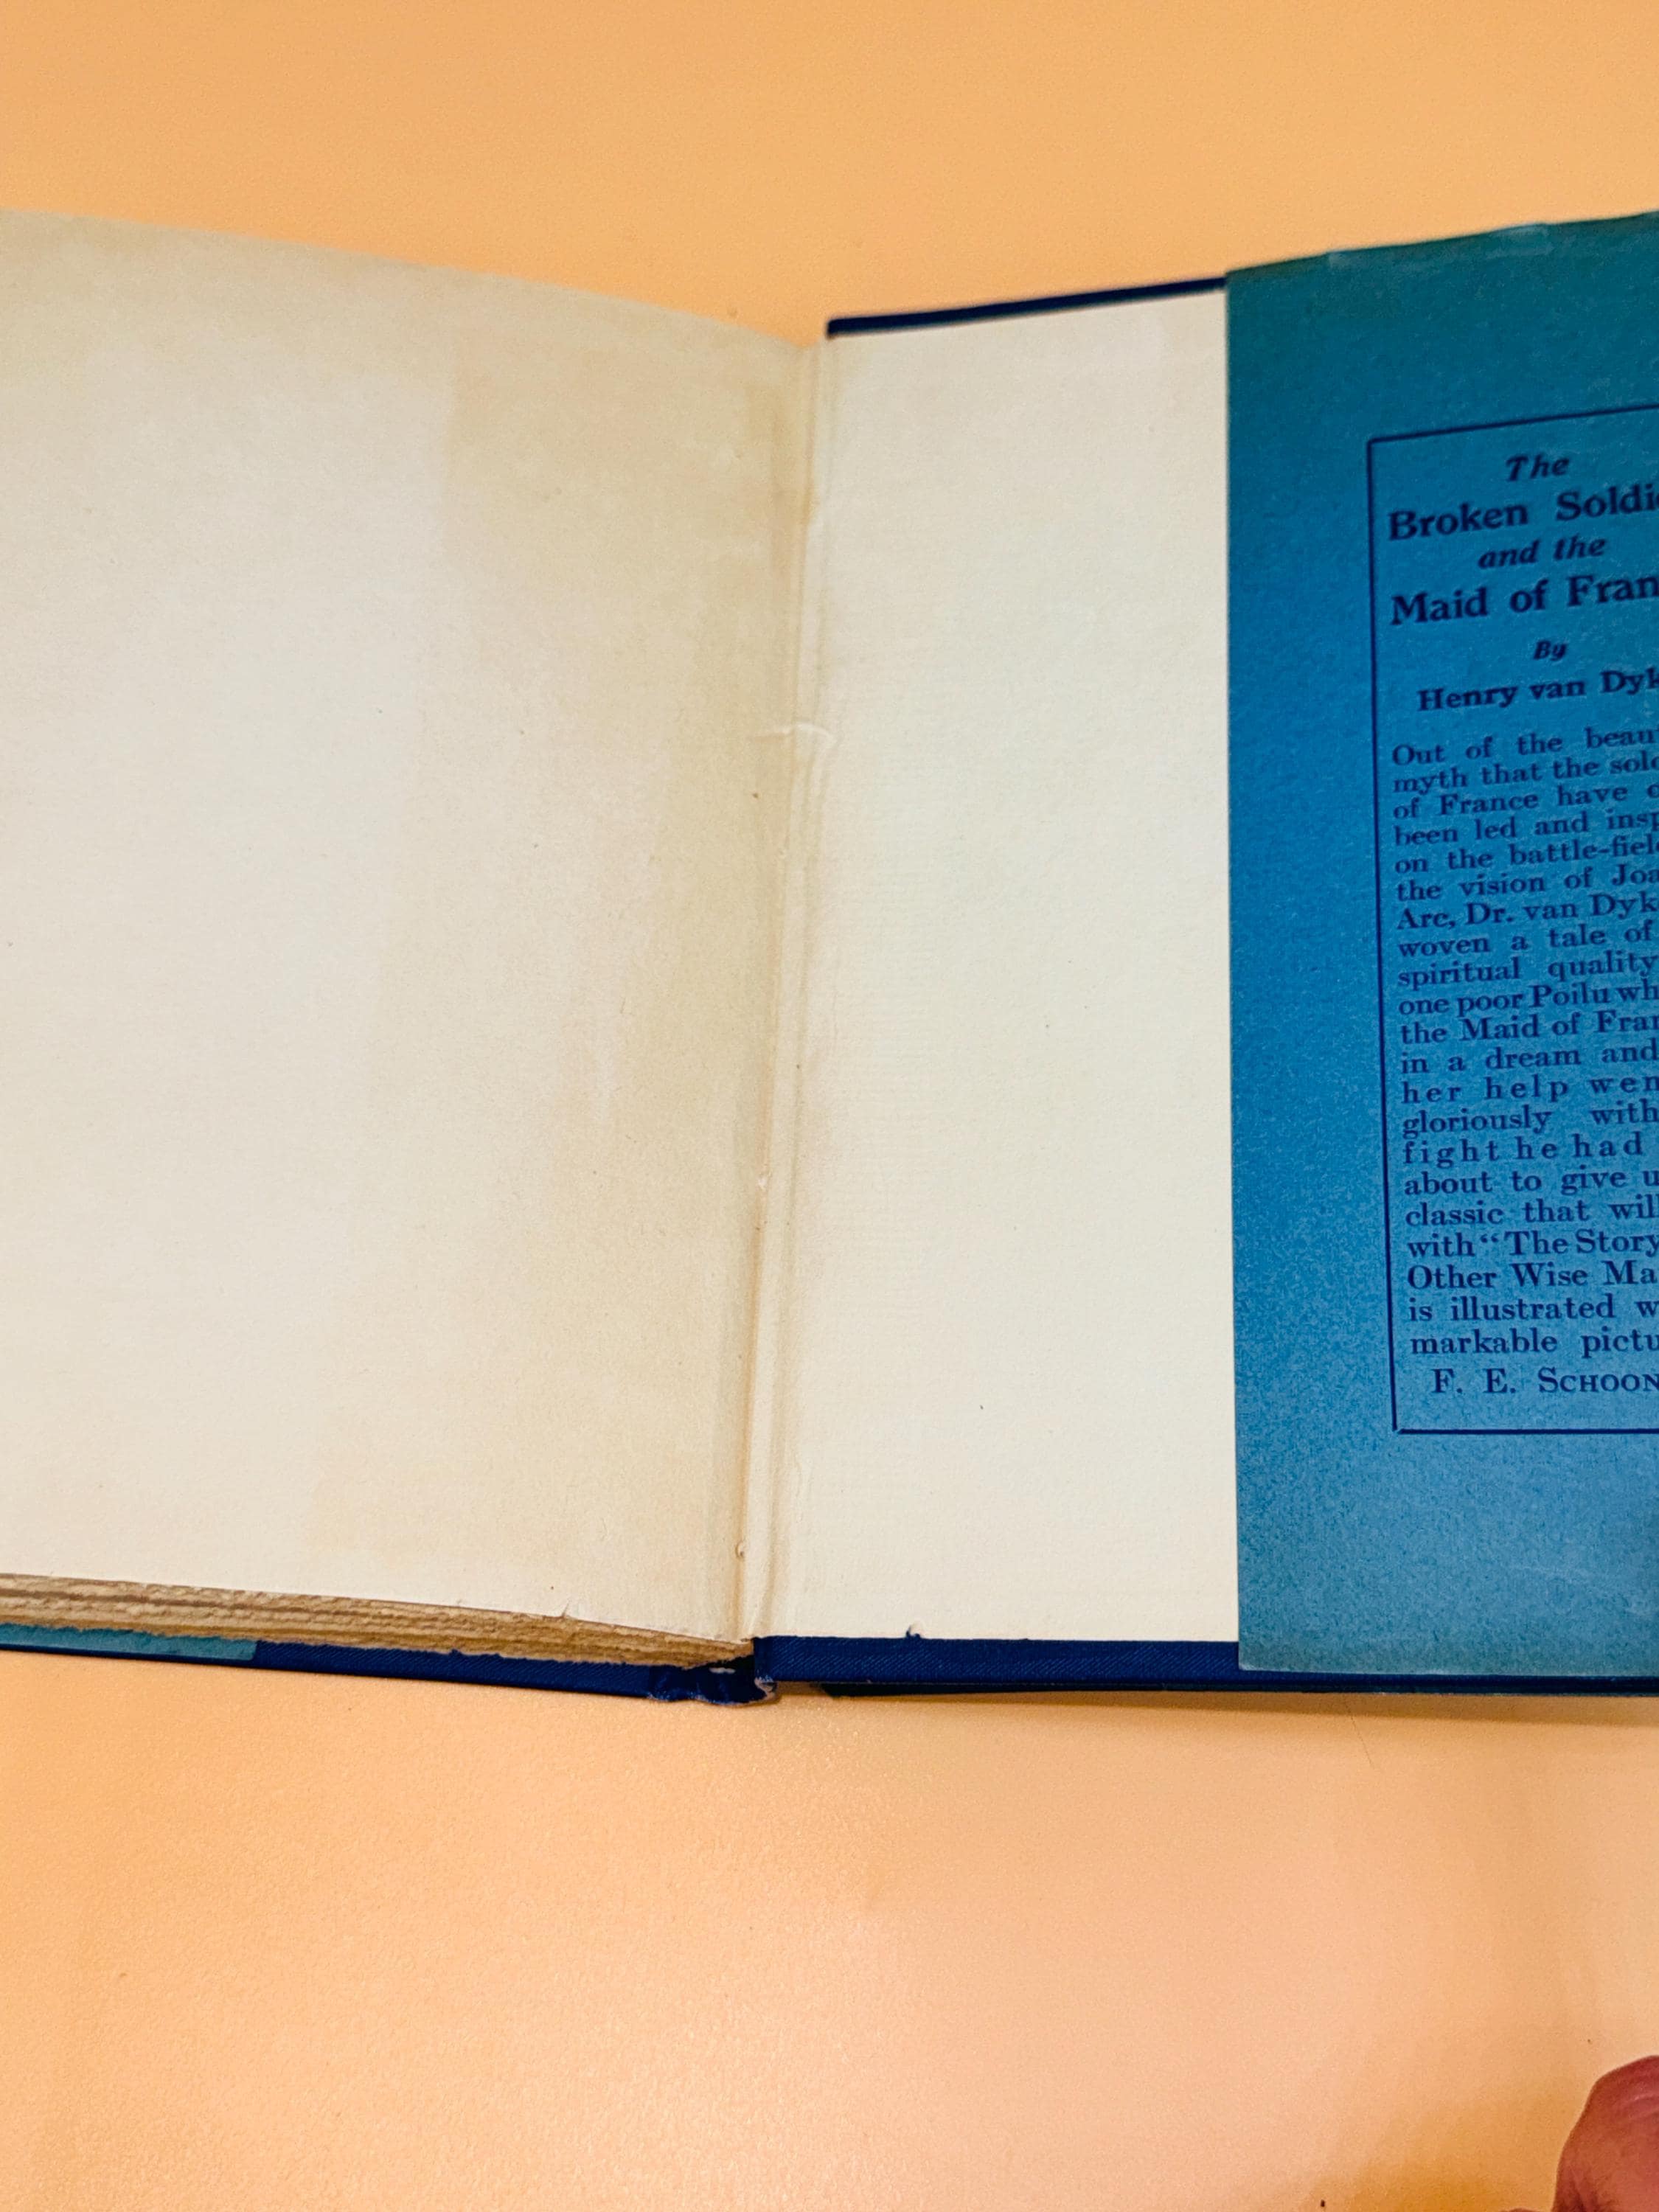 The
Broken Soldie
and the
Maid of Fran
By
Henry van Dyk
Out of the beau
myth that the sold
of France have
been led and insp
on the battle-fiel
the vision of Joa
Arc, Dr. van Dyk
woven a tale of
spiritual quality
one poor Poilu wh
the Maid of Fran
in a dream and
her help wen
gloriously with
fight he had
about to give u
classic that will
with "The Story
Other Wise Ma
is illustrated w
markable pictu
F. E. SCHOON